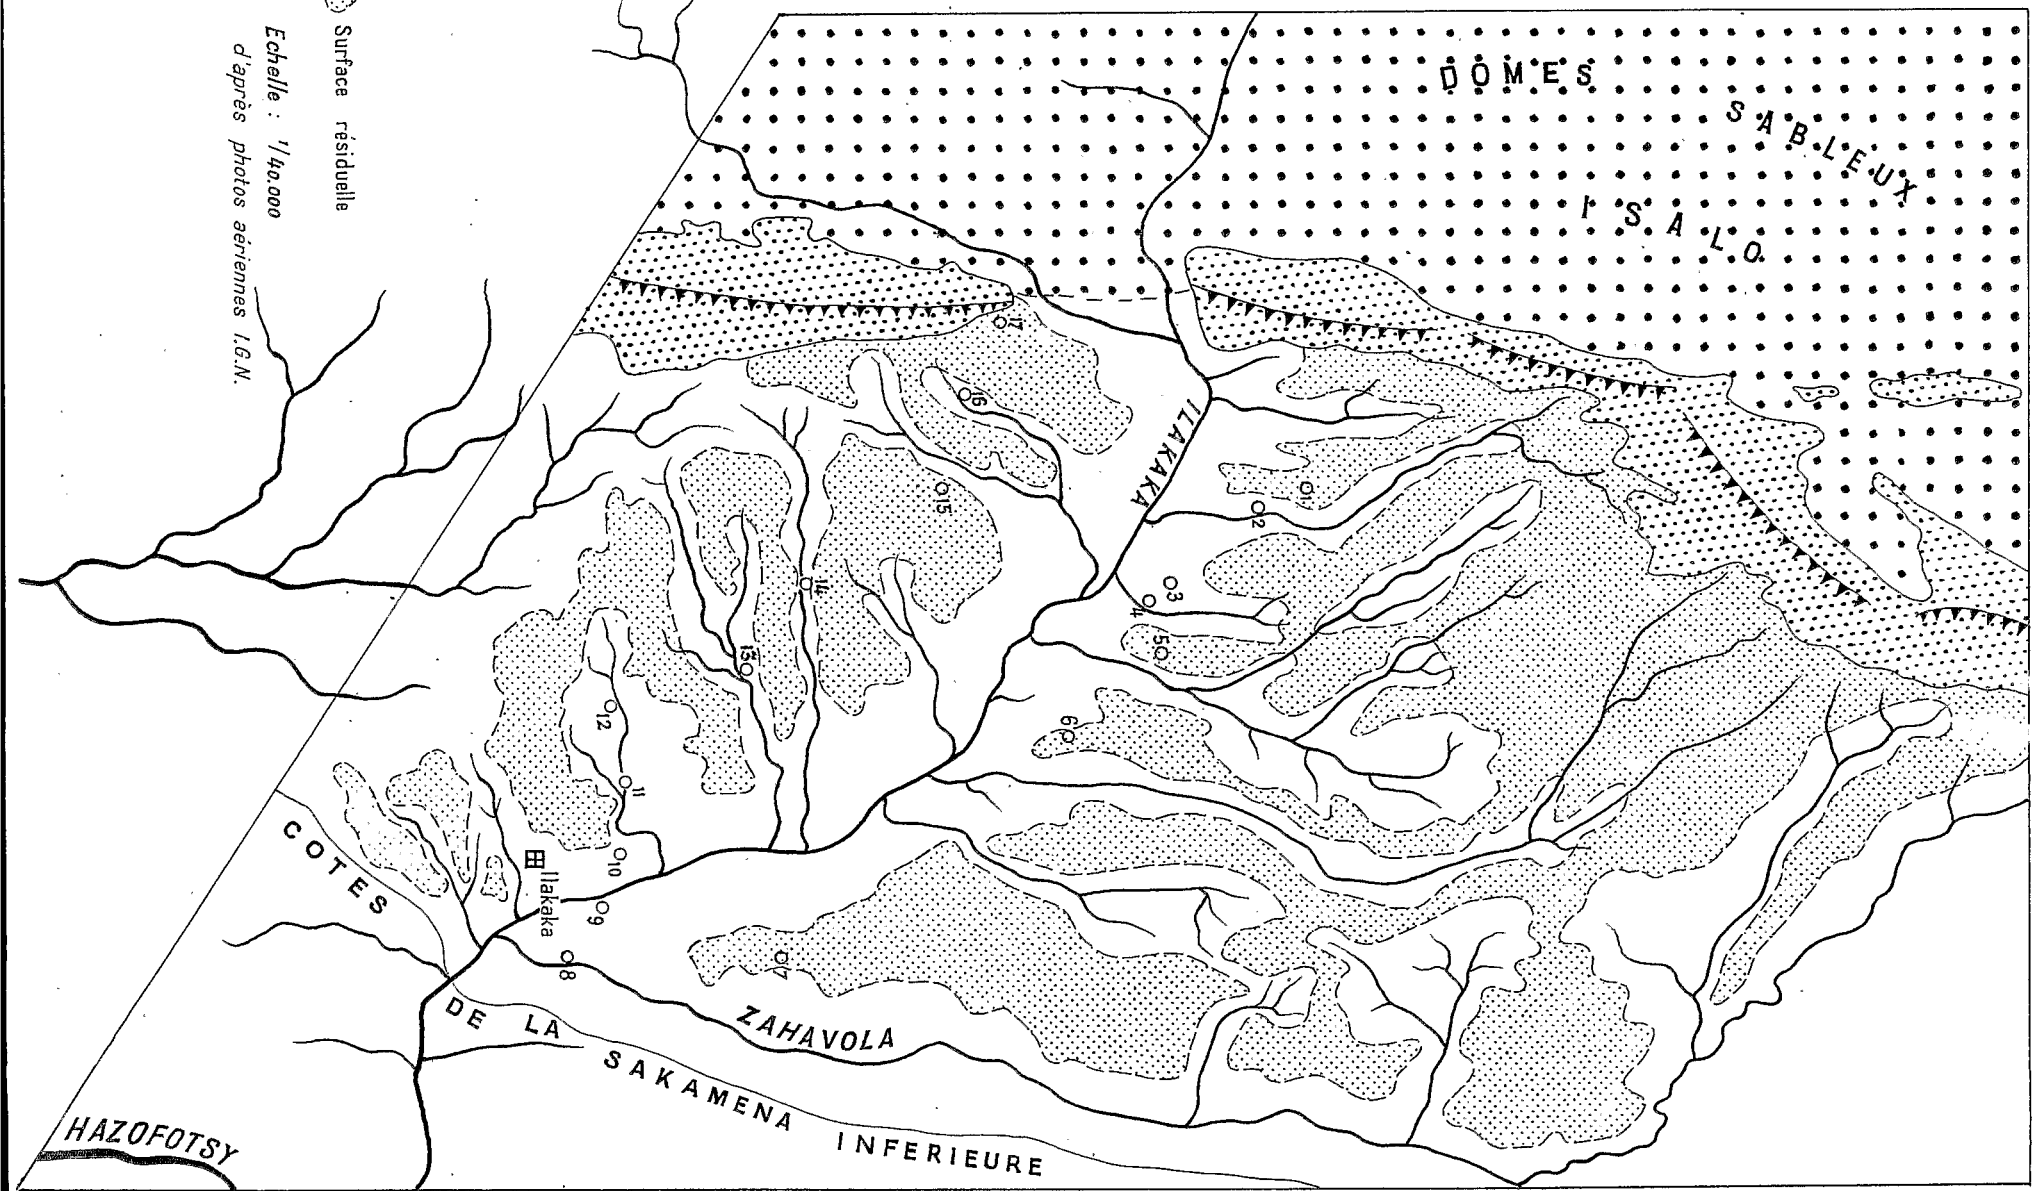 Surface résiduelle
Echelle : 1/40.000
d'après photos aériennes I.G.N.
DÔMES
SABLEUX
ISALO
ILAKAKA
17
16
15
14
13
12
11
10
9
8
7
6
5
4
3
2
1
Ilakaka
COTES
DE LA
SAKAMENA
INFERIEURE
ZAHAVOLA
HAZOFOTSY